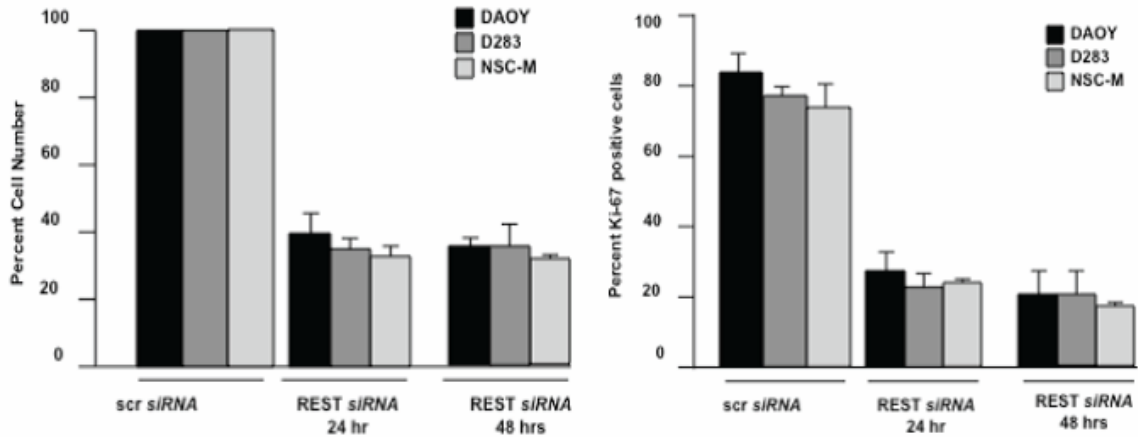 100
80
60
40
20
0
Percent Cell Number
DAOY
D283
NSC-M
scr siRNA
REST siRNA
24 hr
REST siRNA
48 hrs
100
80
60
40
20
0
Percent Ki-67 positive cells
DAOY
D283
NSC-M
scr siRNA
REST siRNA
24 hrs
REST siRNA
48 hrs